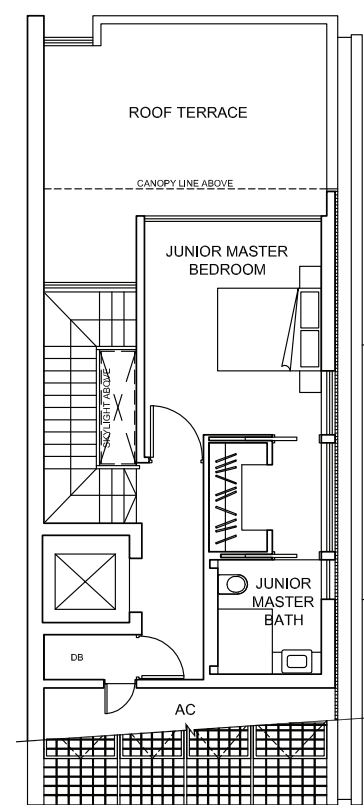 ROOF TERRACE
CANOPY LINE ABOVE
JUNIOR MASTER
BEDROOM
SKYLIGHT ABOVE
JUNIOR
MASTER
BATH
DB
AC